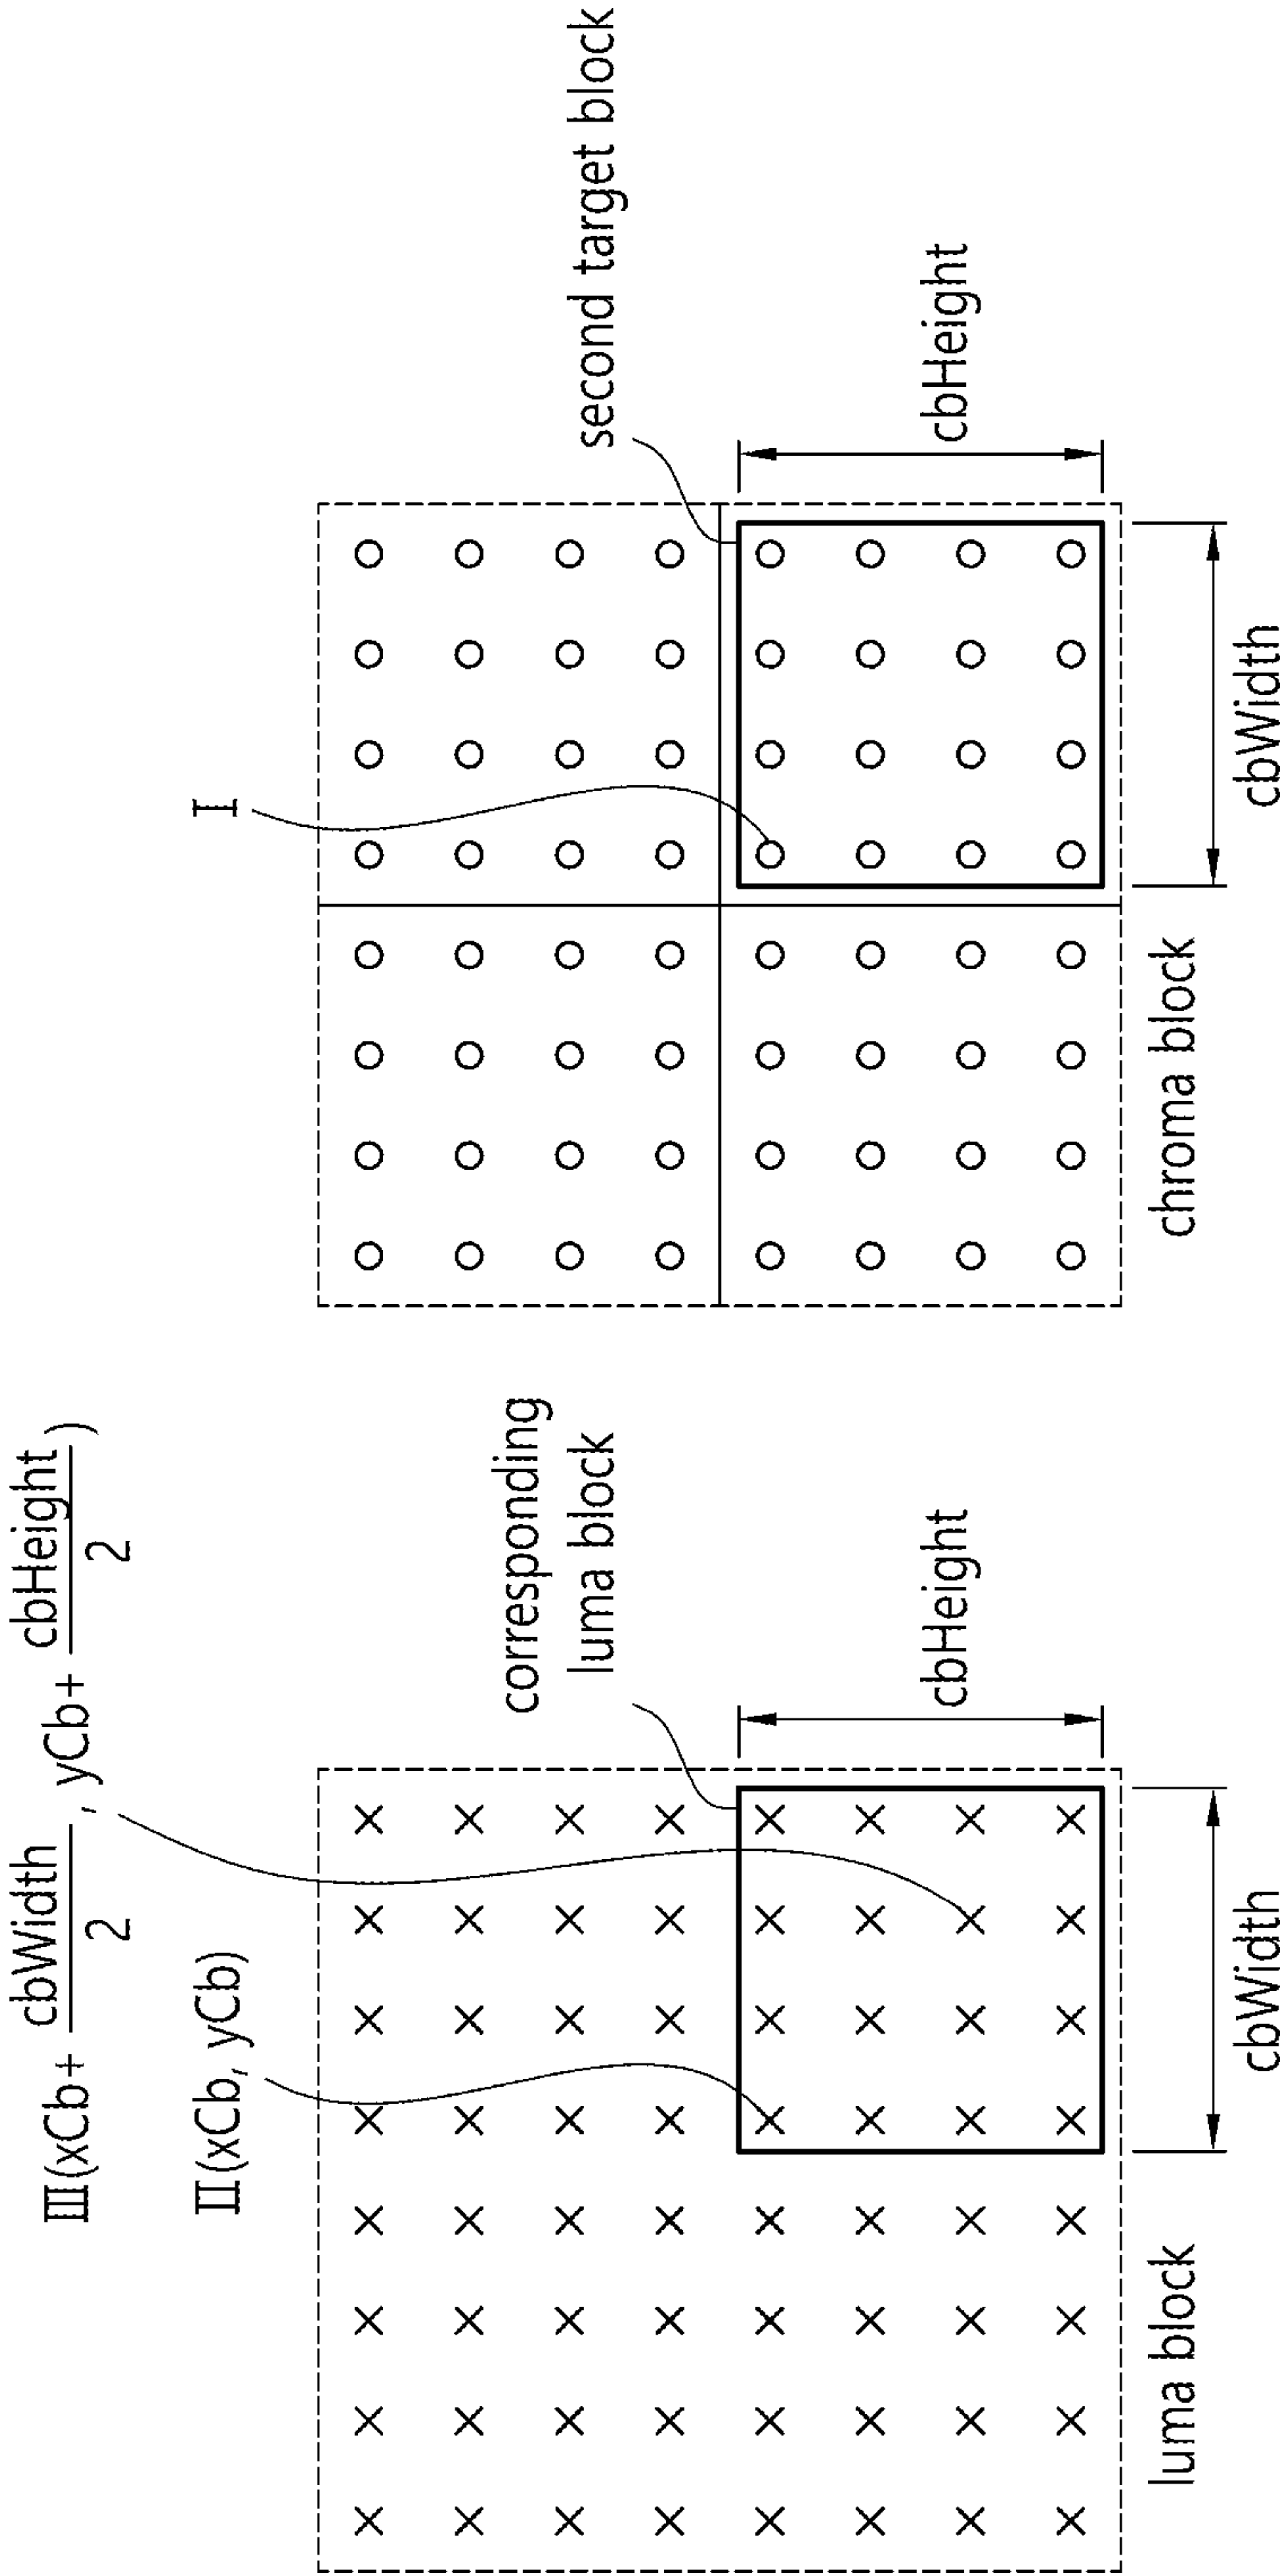 III(xCb+ cbWidth/2, yCb+ cbHeight/2)
II(xCb, yCb)
corresponding
luma block
cbHeight
cbWidth
luma block
I
second target block
cbHeight
cbWidth
chroma block